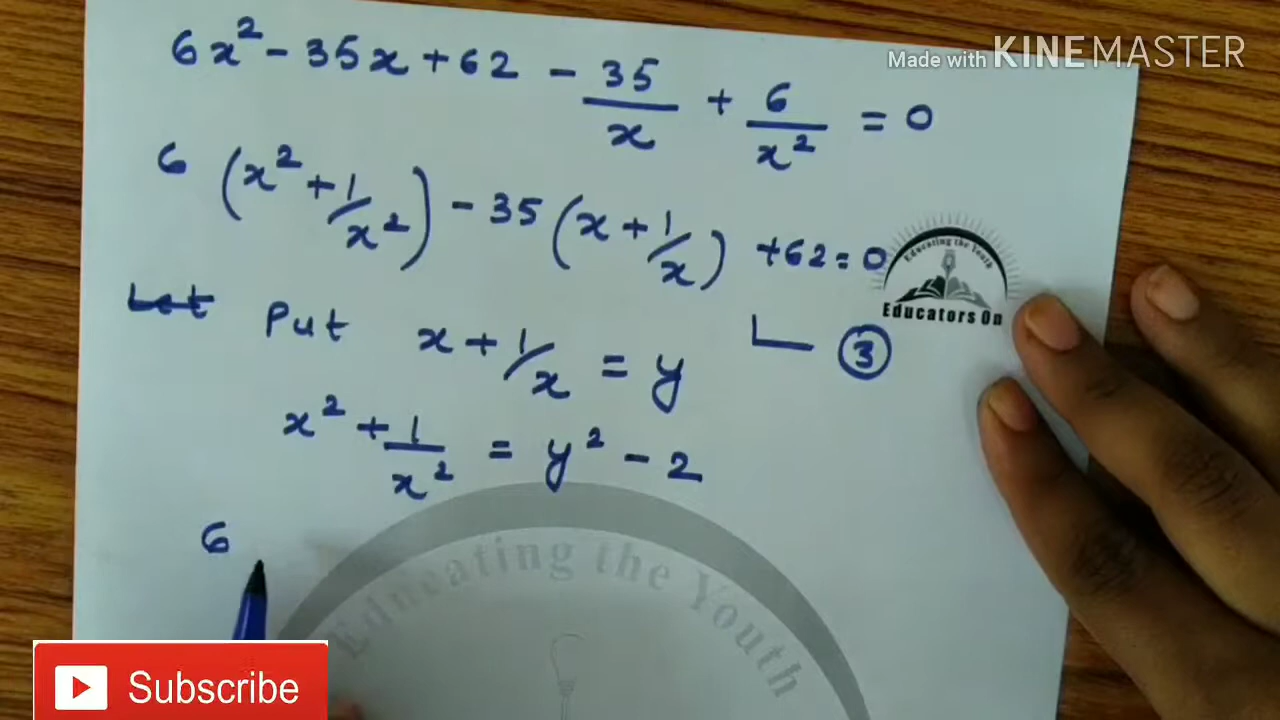 Made with KINEMASTER
6x² - 35x + 62 - 35/x + 6/x² = 0
6 (x² + 1/x²) - 35 (x + 1/x) + 62 = 0
Educating the Youth
Educators On
Let Put x + 1/x = y
3
x² + 1/x² = y² - 2
6
Educating the Youth
Subscribe